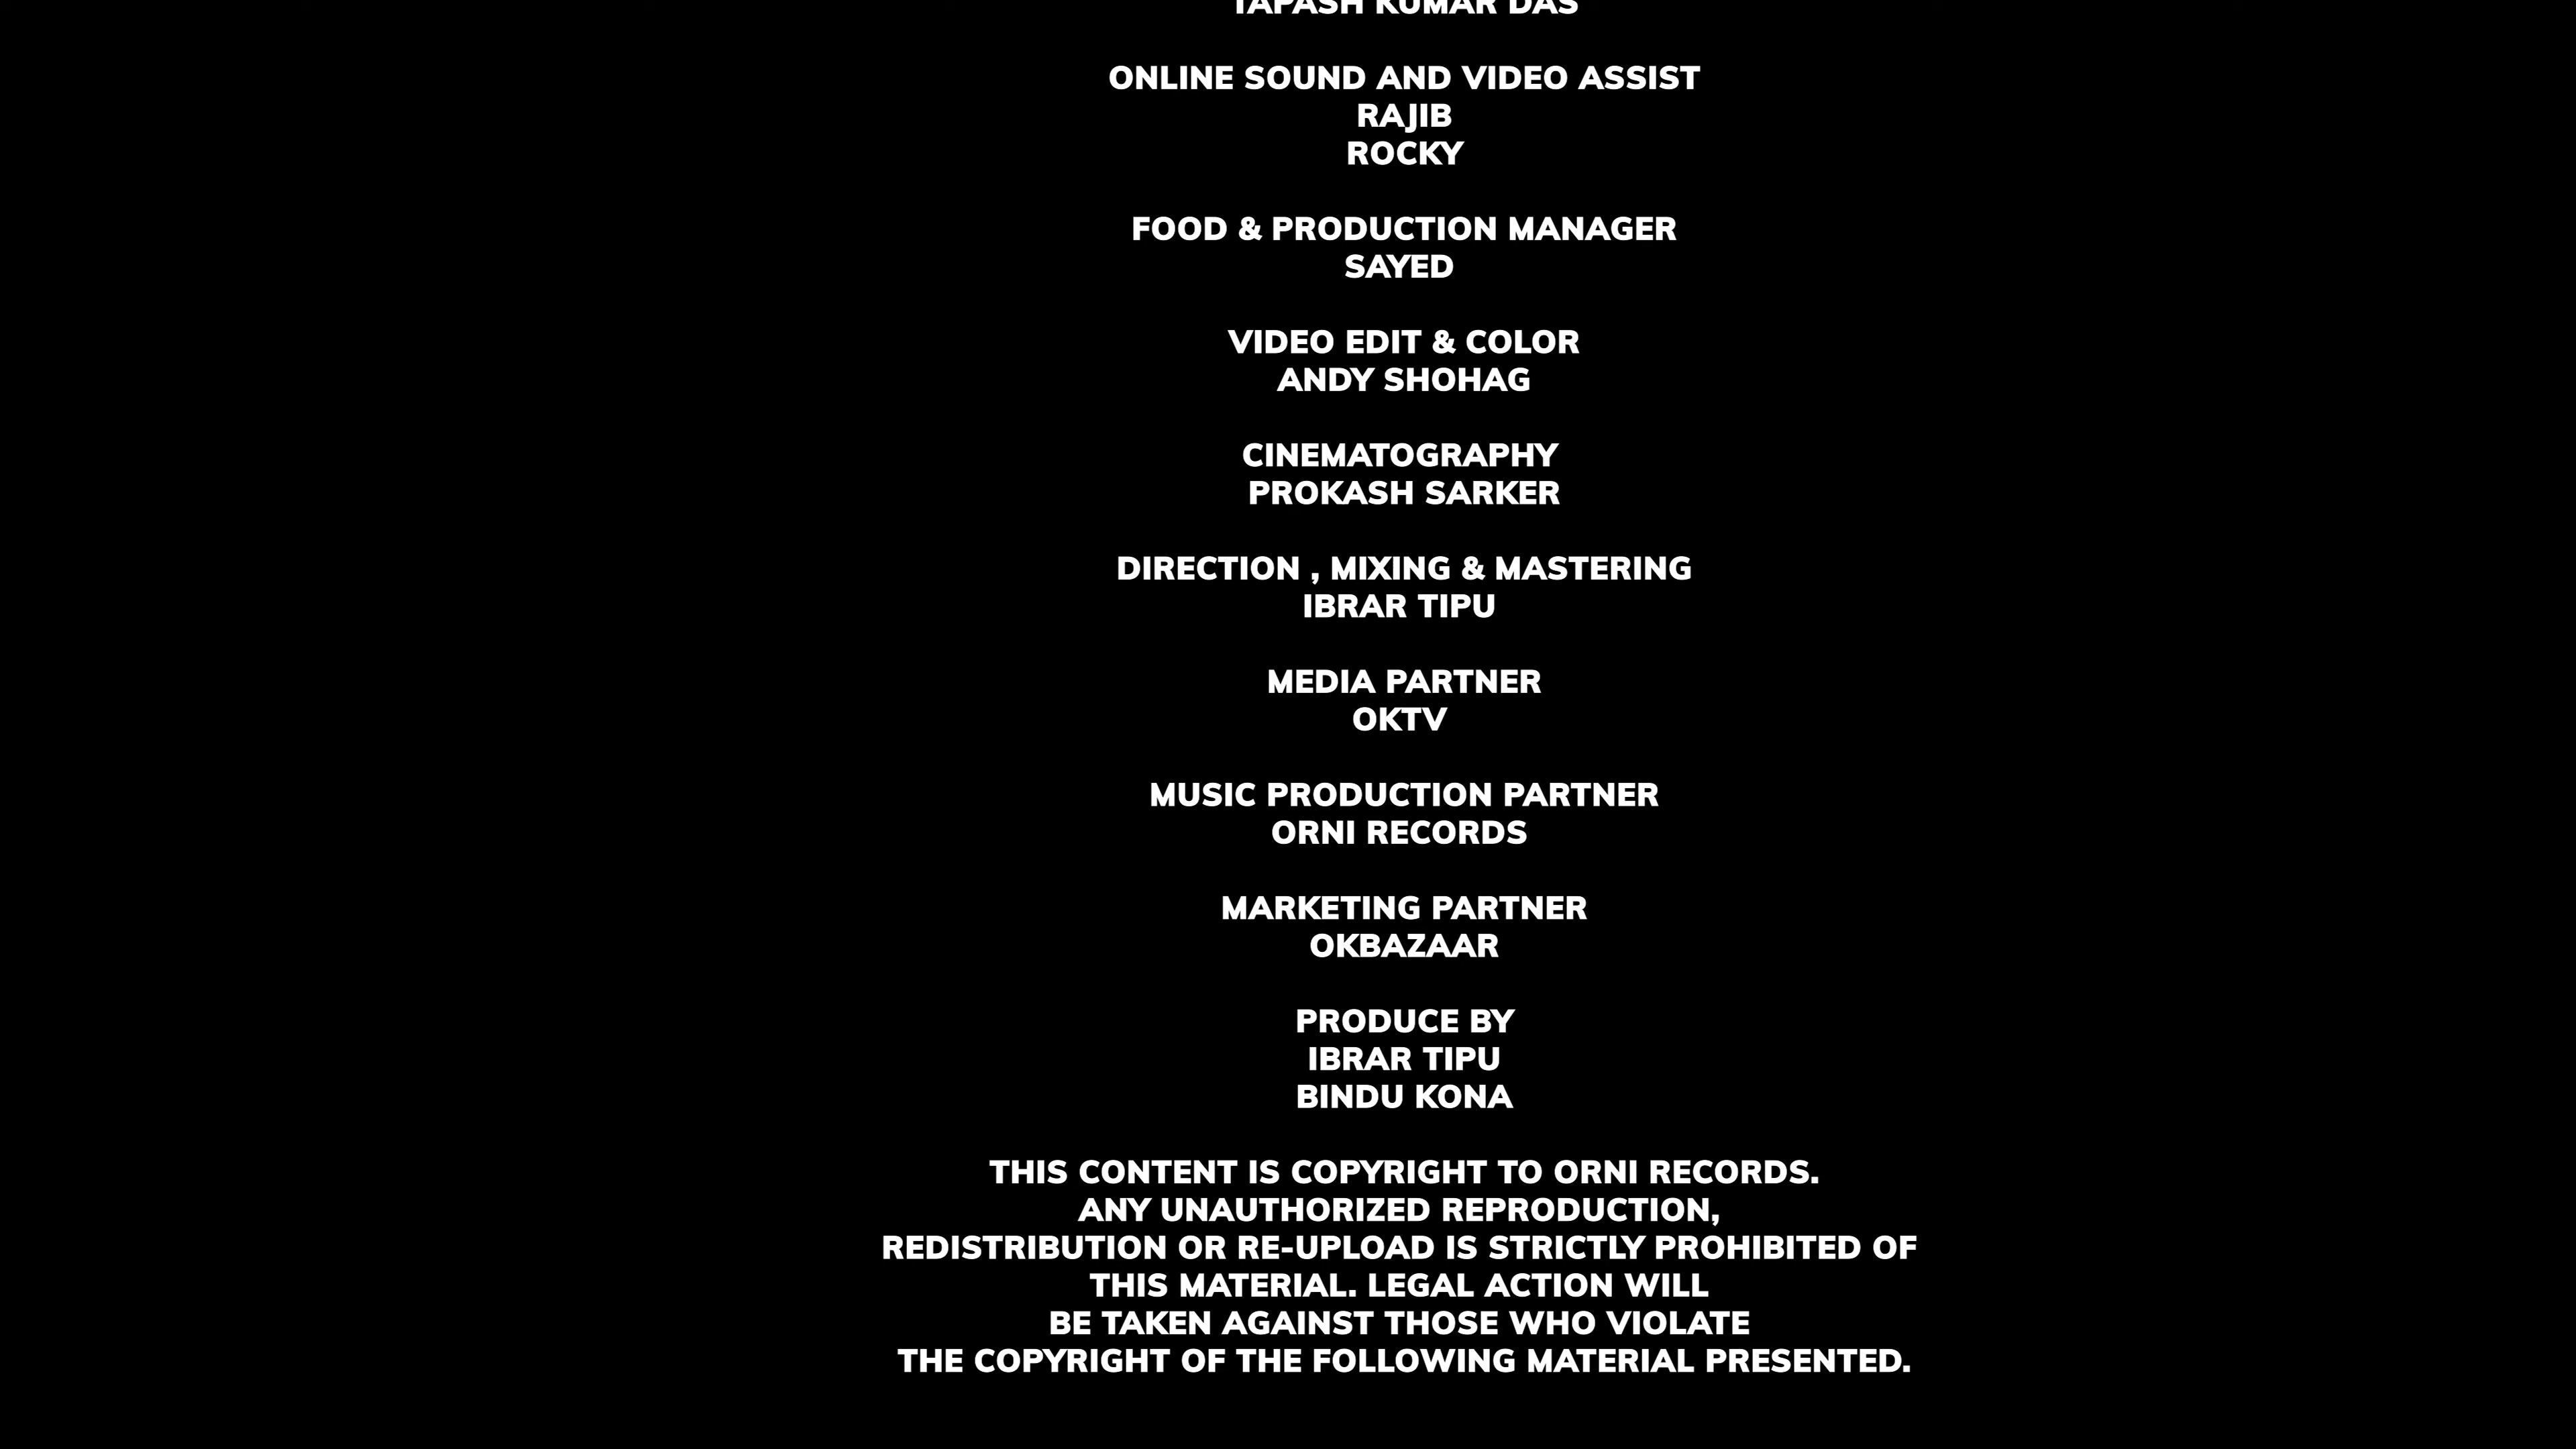 TAPASH KUMAR DAS
ONLINE SOUND AND VIDEO ASSIST
RAJIB
ROCKY
FOOD & PRODUCTION MANAGER
SAYED
VIDEO EDIT & COLOR
ANDY SHOHAG
CINEMATOGRAPHY
PROKASH SARKER
DIRECTION , MIXING & MASTERING
IBRAR TIPU
MEDIA PARTNER
OKTV
MUSIC PRODUCTION PARTNER
ORNI RECORDS
MARKETING PARTNER
OKBAZAAR
PRODUCE BY
IBRAR TIPU
BINDU KONA
THIS CONTENT IS COPYRIGHT TO ORNI RECORDS.
ANY UNAUTHORIZED REPRODUCTION,
REDISTRIBUTION OR RE-UPLOAD IS STRICTLY PROHIBITED OF
THIS MATERIAL. LEGAL ACTION WILL
BE TAKEN AGAINST THOSE WHO VIOLATE
THE COPYRIGHT OF THE FOLLOWING MATERIAL PRESENTED.